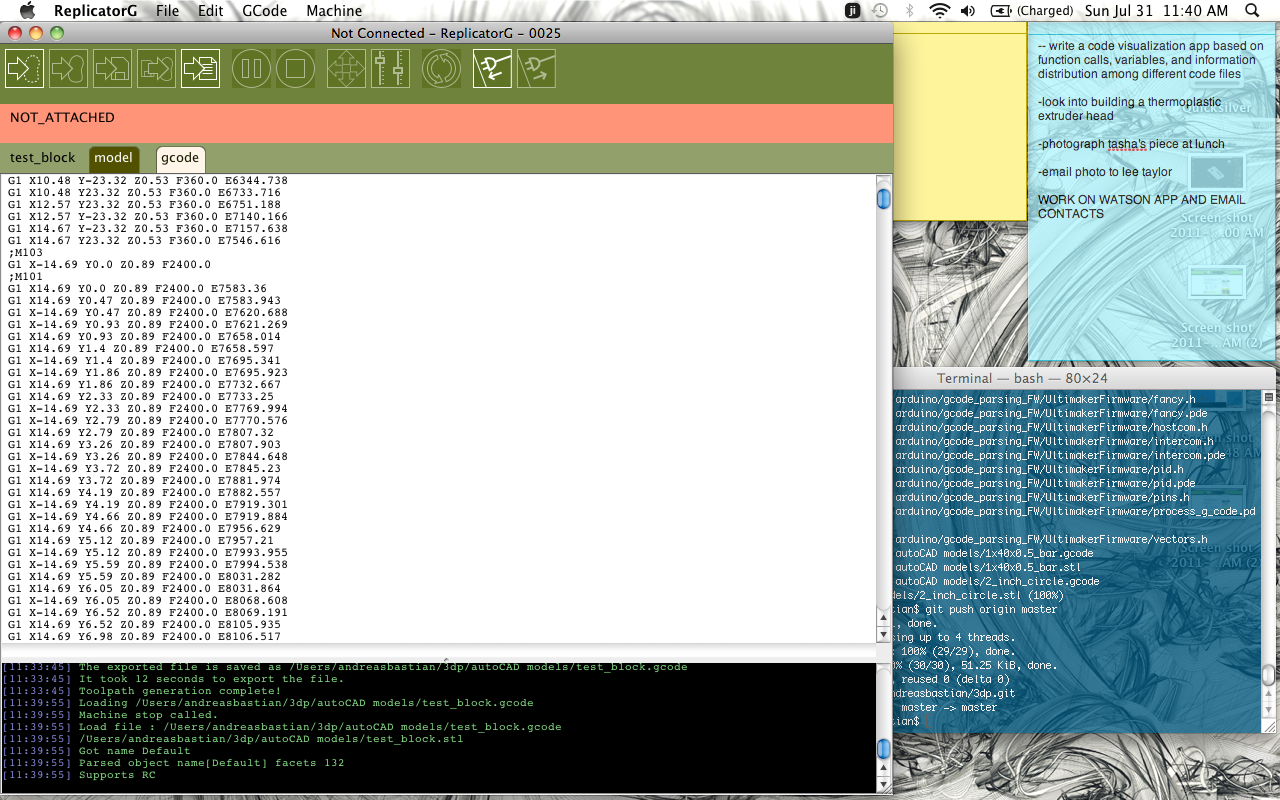 ReplicatorG File Edit GCode Machine
(Charged) Sun Jul 31 11:40 AM
Not Connected - ReplicatorG - 0025
NOT_ATTACHED
test_block model gcode
G1 X10.48 Y-23.32 Z0.53 F360.0 E6344.738
G1 X10.48 Y23.32 Z0.53 F360.0 E6733.716
G1 X12.57 Y23.32 Z0.53 F360.0 E6751.188
G1 X12.57 Y-23.32 Z0.53 F360.0 E7140.166
G1 X14.67 Y-23.32 Z0.53 F360.0 E7157.638
G1 X14.67 Y23.32 Z0.53 F360.0 E7546.616
;M103
G1 X-14.69 Y0.0 Z0.89 F2400.0
;M101
G1 X14.69 Y0.0 Z0.89 F2400.0 E7583.36
G1 X14.69 Y0.47 Z0.89 F2400.0 E7583.943
G1 X-14.69 Y0.47 Z0.89 F2400.0 E7620.688
G1 X-14.69 Y0.93 Z0.89 F2400.0 E7621.269
G1 X14.69 Y0.93 Z0.89 F2400.0 E7658.014
G1 X14.69 Y1.4 Z0.89 F2400.0 E7658.597
G1 X-14.69 Y1.4 Z0.89 F2400.0 E7695.341
G1 X-14.69 Y1.86 Z0.89 F2400.0 E7695.923
G1 X14.69 Y1.86 Z0.89 F2400.0 E7732.667
G1 X14.69 Y2.33 Z0.89 F2400.0 E7733.25
G1 X-14.69 Y2.33 Z0.89 F2400.0 E7769.994
G1 X-14.69 Y2.79 Z0.89 F2400.0 E7770.576
G1 X14.69 Y2.79 Z0.89 F2400.0 E7807.32
G1 X14.69 Y3.26 Z0.89 F2400.0 E7807.903
G1 X-14.69 Y3.26 Z0.89 F2400.0 E7844.648
G1 X-14.69 Y3.72 Z0.89 F2400.0 E7845.23
G1 X14.69 Y3.72 Z0.89 F2400.0 E7881.974
G1 X14.69 Y4.19 Z0.89 F2400.0 E7882.557
G1 X-14.69 Y4.19 Z0.89 F2400.0 E7919.301
G1 X-14.69 Y4.66 Z0.89 F2400.0 E7919.884
G1 X14.69 Y4.66 Z0.89 F2400.0 E7956.629
G1 X14.69 Y5.12 Z0.89 F2400.0 E7957.21
G1 X-14.69 Y5.12 Z0.89 F2400.0 E7993.955
G1 X-14.69 Y5.59 Z0.89 F2400.0 E7994.538
G1 X14.69 Y5.59 Z0.89 F2400.0 E8031.282
G1 X14.69 Y6.05 Z0.89 F2400.0 E8031.864
G1 X-14.69 Y6.05 Z0.89 F2400.0 E8068.608
G1 X-14.69 Y6.52 Z0.89 F2400.0 E8069.191
G1 X14.69 Y6.52 Z0.89 F2400.0 E8105.935
G1 X14.69 Y6.98 Z0.89 F2400.0 E8106.517
[11:33:45] The exported file is saved as /Users/andreasbastian/3dp/autoCAD models/test_block.gcode
[11:33:45] It took 12 seconds to export the file.
[11:33:45] Toolpath generation complete!
[11:39:55] Loading /Users/andreasbastian/3dp/autoCAD models/test_block.gcode
[11:39:55] Machine stop called.
[11:39:55] Load file : /Users/andreasbastian/3dp/autoCAD models/test_block.gcode
[11:39:55] /Users/andreasbastian/3dp/autoCAD models/test_block.stl
[11:39:55] Got name Default
[11:39:55] Parsed object name[Default] facets 132
[11:39:55] Supports RC
-- write a code visualization app based on
function calls, variables, and information
distribution among different code files
-look into building a thermoplastic
extruder head
-photograph tasha's piece at lunch
-email photo to lee taylor
WORK ON WATSON APP AND EMAIL
CONTACTS
Quicksilver
Screen shot
2011-...00 AM
Screen shot
2011-...AM (2)
Terminal — bash — 80×24
arduino/gcode_parsing_FW/UltimakerFirmware/fancy.h
arduino/gcode_parsing_FW/UltimakerFirmware/fancy.pde
arduino/gcode_parsing_FW/UltimakerFirmware/hostcom.h
arduino/gcode_parsing_FW/UltimakerFirmware/intercom.h
arduino/gcode_parsing_FW/UltimakerFirmware/intercom.pde
arduino/gcode_parsing_FW/UltimakerFirmware/pid.h
arduino/gcode_parsing_FW/UltimakerFirmware/pid.pde
arduino/gcode_parsing_FW/UltimakerFirmware/pins.h
arduino/gcode_parsing_FW/UltimakerFirmware/process_g_code.pd
arduino/gcode_parsing_FW/UltimakerFirmware/vectors.h
autoCAD models/1x40x0.5_bar.gcode
autoCAD models/1x40x0.5_bar.stl
autoCAD models/2_inch_circle.gcode
dels/2_inch_circle.stl (100%)
tian$ git push origin master
, done.
sing up to 4 threads.
: 100% (29/29), done.
0% (30/30), 51.25 KiB, done.
, reused 0 (delta 0)
ndreasbastian/3dp.git
master -> master
tian$